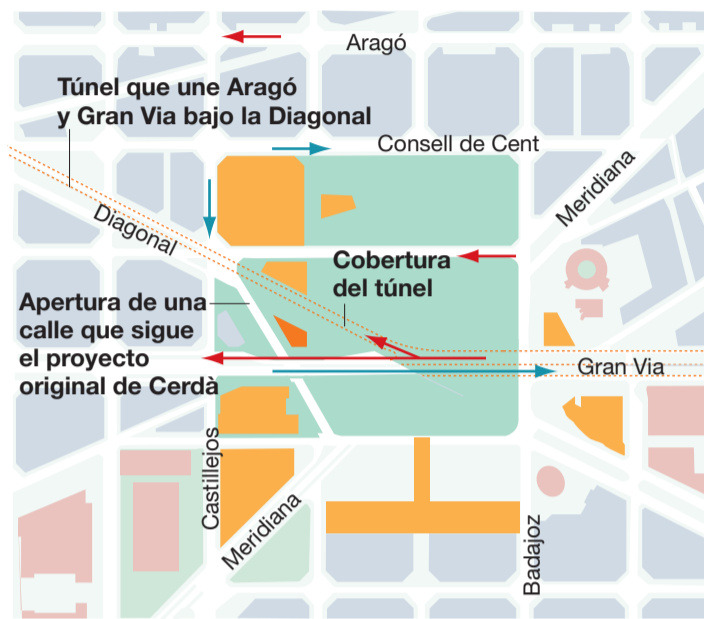 Aragó
Túnel que une Aragó
y Gran Via bajo la Diagonal
Consell de Cent
Meridiana
Diagonal
Cobertura
del túnel
Apertura de una
calle que sigue
el proyecto
original de Cerdà
Gran Via
Castillejos
Meridiana
Badajoz